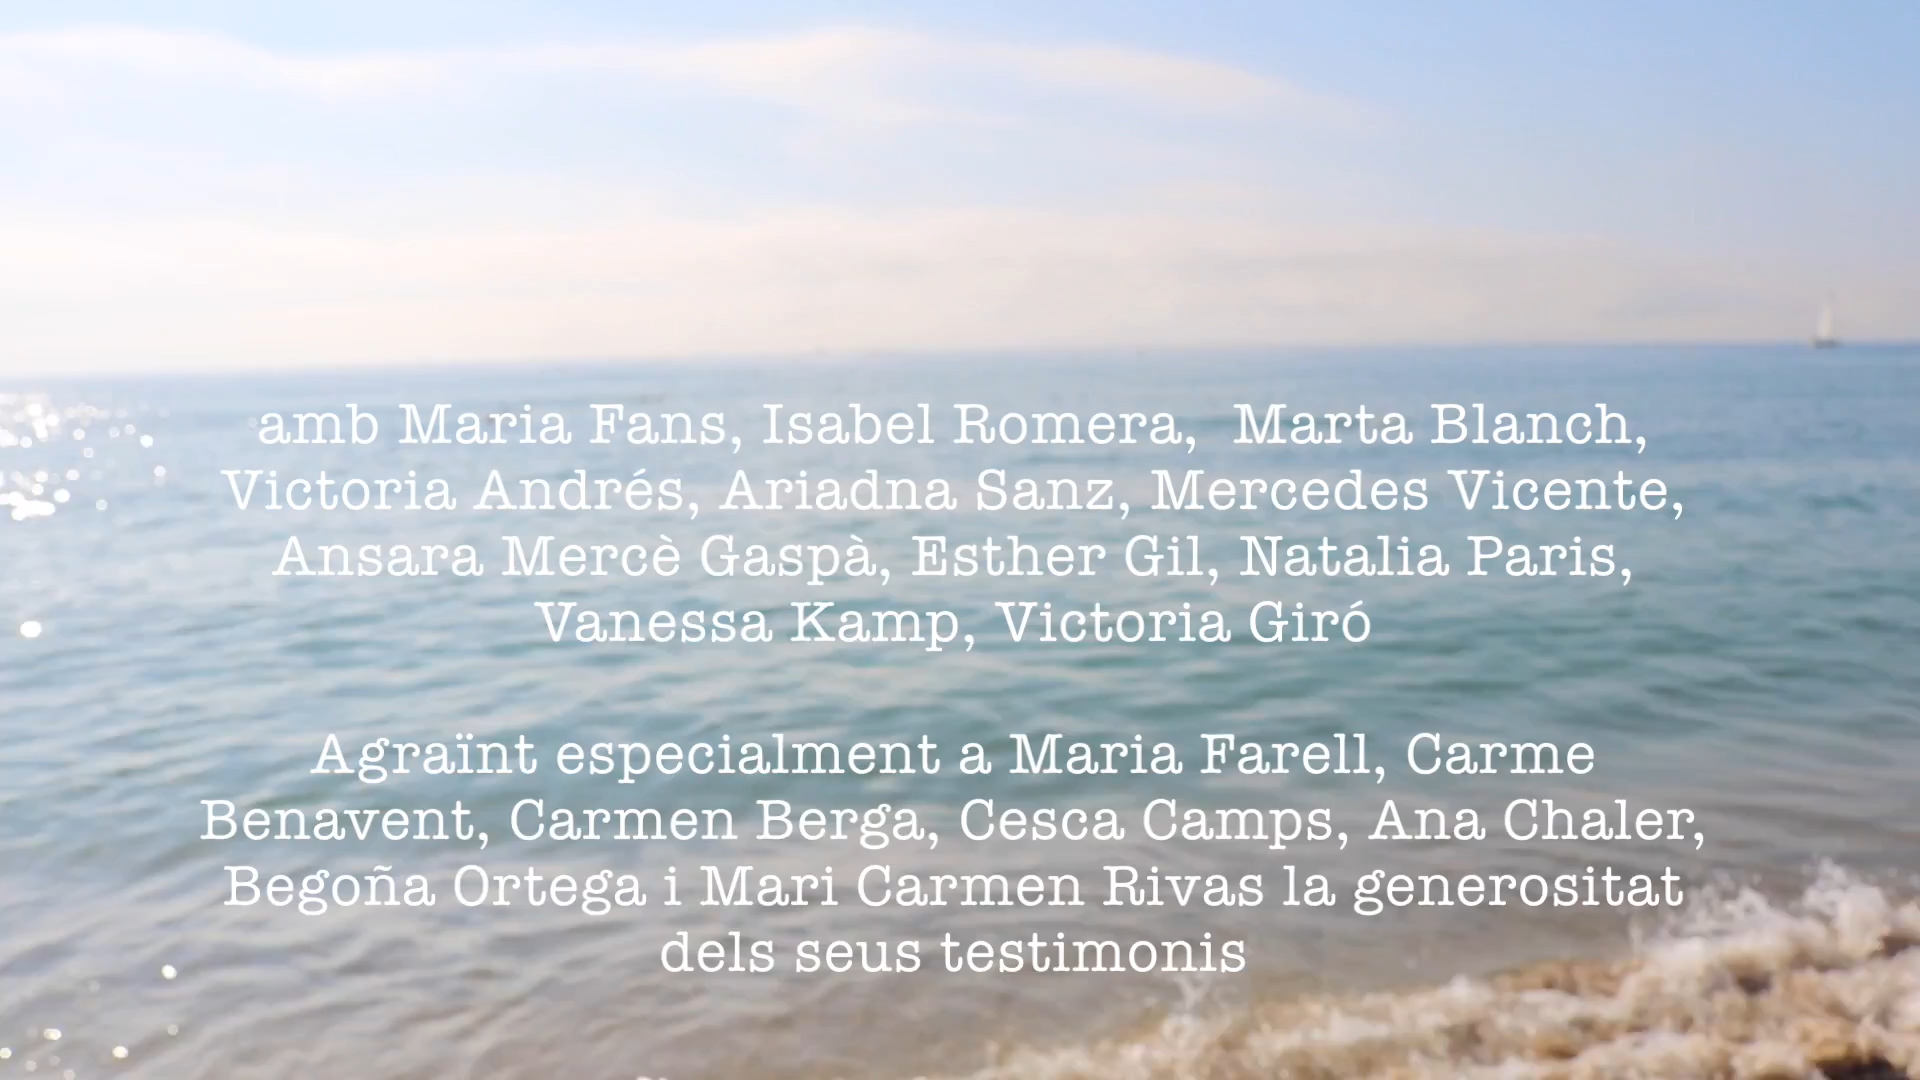 amb Maria Fans, Isabel Romera, Marta Blanch,
Victoria Andrés, Ariadna Sanz, Mercedes Vicente,
Ansara Mercè Gaspà, Esther Gil, Natalia Paris,
Vanessa Kamp, Victoria Giró
Agraïnt especialment a Maria Farell, Carme
Benavent, Carmen Berga, Cesca Camps, Ana Chaler,
Begoña Ortega i Mari Carmen Rivas la generositat
dels seus testimonis